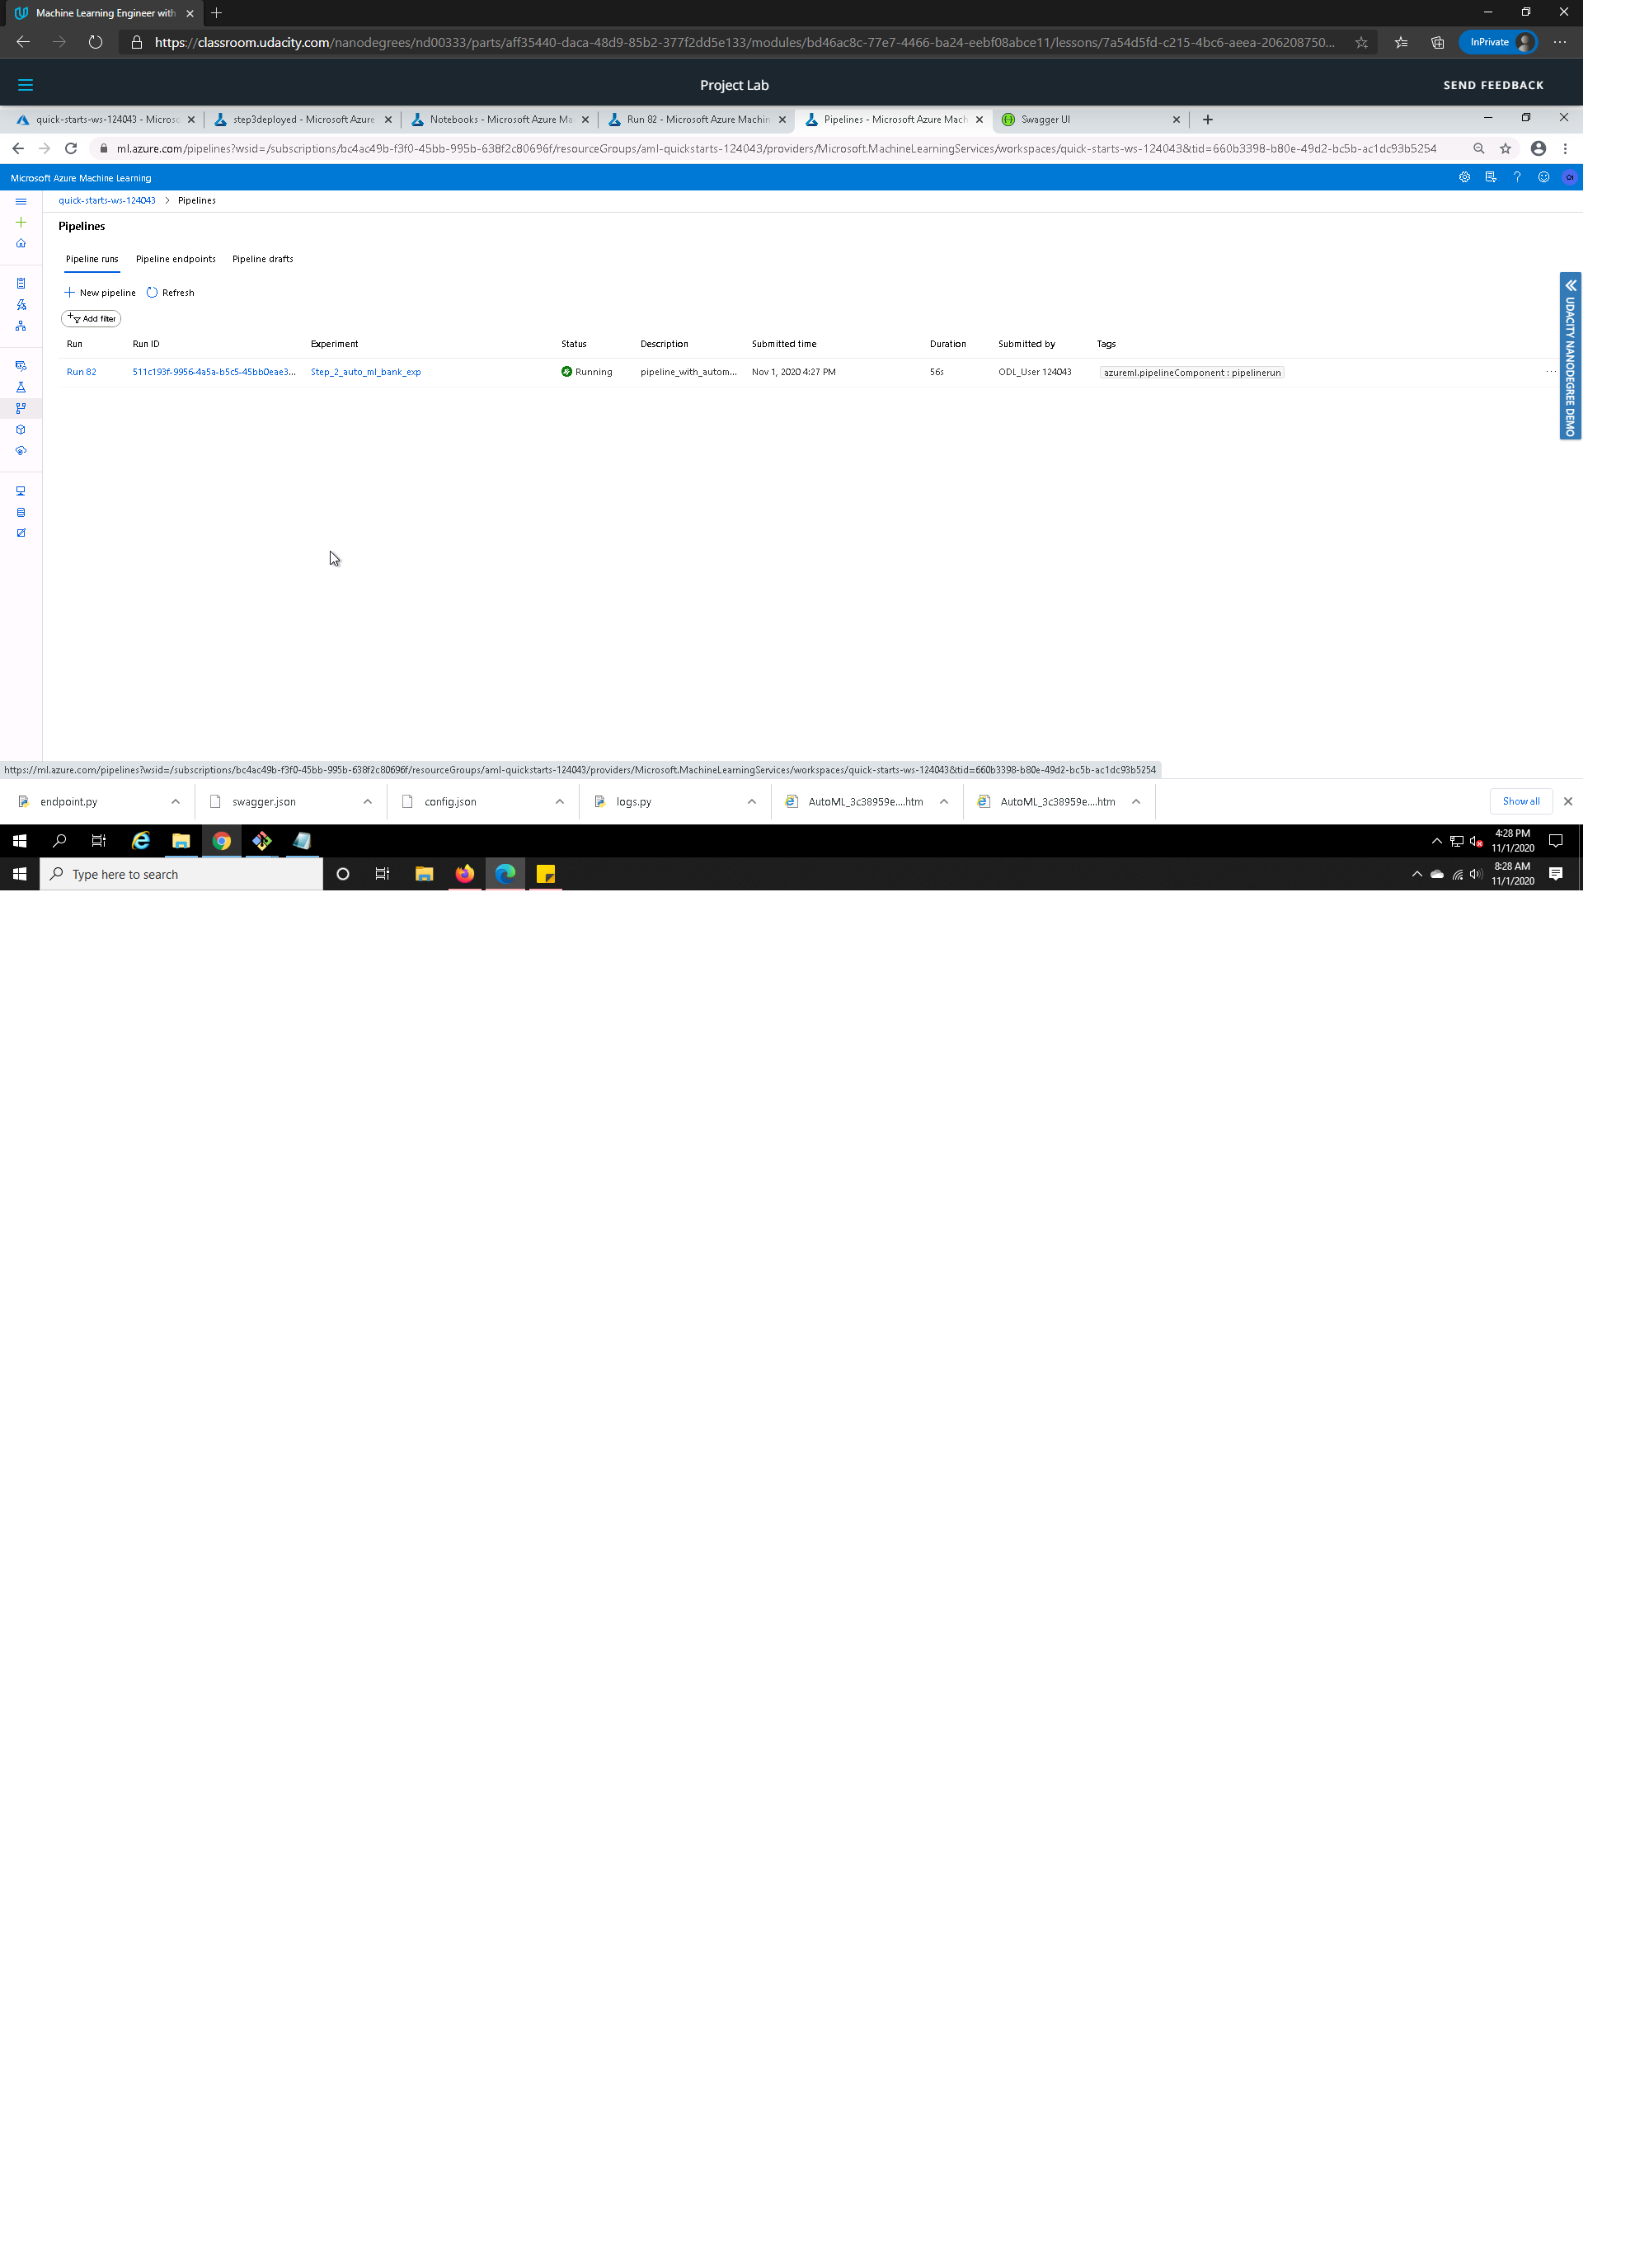 Machine Learning Engineer with
https://classroom.udacity.com/nanodegrees/nd00333/parts/aff35440-daca-48d9-85b2-377f2dd5e133/modules/bd46ac8c-77e7-4466-ba24-eebf08abce11/lessons/7a54d5fd-c215-4bc6-aeea-206208750...
InPrivate
Project Lab
SEND FEEDBACK
quick-starts-ws-124043 - Microso
step3deployed - Microsoft Azure
Notebooks - Microsoft Azure Ma
Run 82 - Microsoft Azure Machin
Pipelines - Microsoft Azure Mach
Swagger UI
ml.azure.com/pipelines?wsid=/subscriptions/bc4ac49b-f3f0-45bb-995b-638f2c80696f/resourceGroups/aml-quickstarts-124043/providers/Microsoft.MachineLearningServices/workspaces/quick-starts-ws-124043&tid=660b3398-b80e-49d2-bc5b-ac1dc93b5254
Microsoft Azure Machine Learning
quick-starts-ws-124043 > Pipelines
Pipelines
Pipeline runs
Pipeline endpoints
Pipeline drafts
New pipeline
Refresh
Add filter
Run
Run ID
Experiment
Status
Description
Submitted time
Duration
Submitted by
Tags
Run 82
511c193f-9956-4a5a-b5c5-45bb0eae3...
Step_2_auto_ml_bank_exp
Running
pipeline_with_autom...
Nov 1, 2020 4:27 PM
56s
ODL_User 124043
azureml.pipelineComponent : pipelinerun
UDACITY NANODEGREE DEMO
https://ml.azure.com/pipelines?wsid=/subscriptions/bc4ac49b-f3f0-45bb-995b-638f2c80696f/resourceGroups/aml-quickstarts-124043/providers/Microsoft.MachineLearningServices/workspaces/quick-starts-ws-124043&tid=660b3398-b80e-49d2-bc5b-ac1dc93b5254
endpoint.py
swagger.json
config.json
logs.py
AutoML_3c38959e....htm
AutoML_3c38959e....htm
Show all
4:28 PM
11/1/2020
Type here to search
8:28 AM
11/1/2020